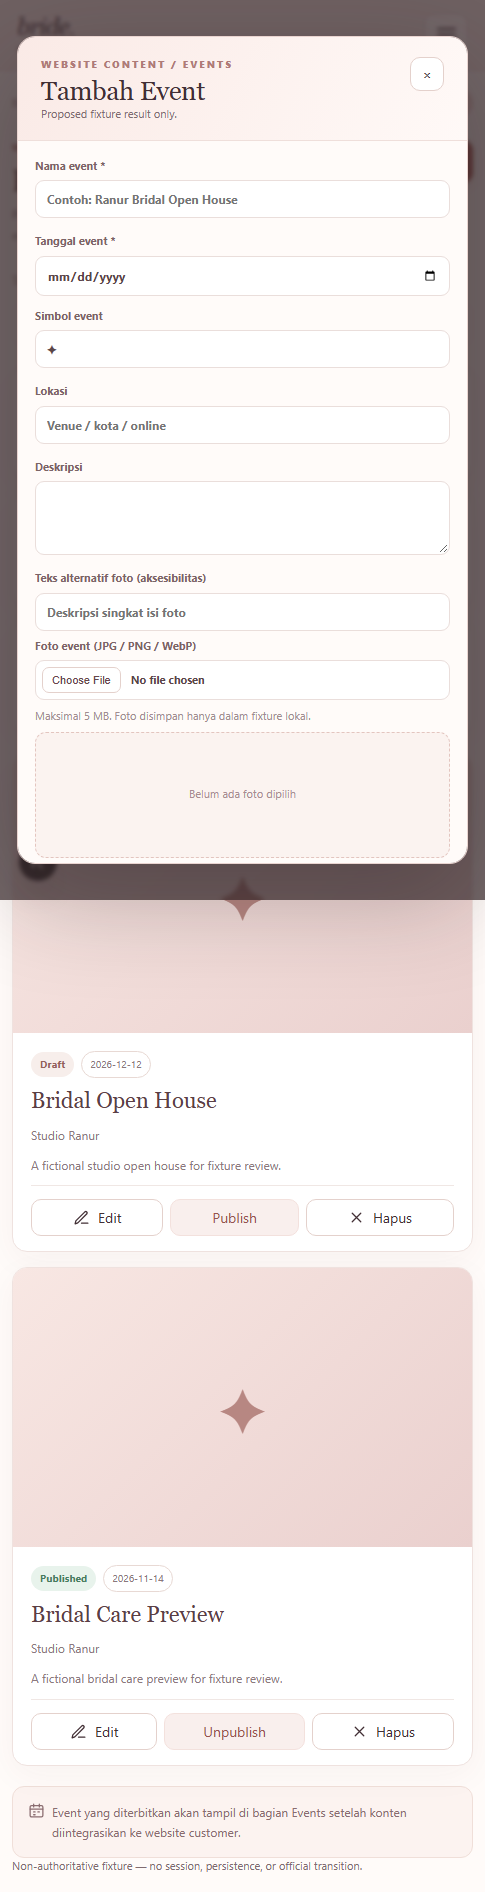 bride.
WEBSITE CONTENT / EVENTS
Tambah Event
Proposed fixture result only.
×
Nama event *
Contoh: Ranur Bridal Open House
Tanggal event *
mm/dd/yyyy
Simbol event
✦
Lokasi
Venue / kota / online
Deskripsi
Teks alternatif foto (aksesibilitas)
Deskripsi singkat isi foto
Foto event (JPG / PNG / WebP)
Choose File No file chosen
Maksimal 5 MB. Foto disimpan hanya dalam fixture lokal.
Belum ada foto dipilih
Draft 2026-12-12
Bridal Open House
Studio Ranur
A fictional studio open house for fixture review.
Edit Publish Hapus
Published 2026-11-14
Bridal Care Preview
Studio Ranur
A fictional bridal care preview for fixture review.
Edit Unpublish Hapus
Event yang diterbitkan akan tampil di bagian Events setelah konten
diintegrasikan ke website customer.
Non-authoritative fixture — no session, persistence, or official transition.